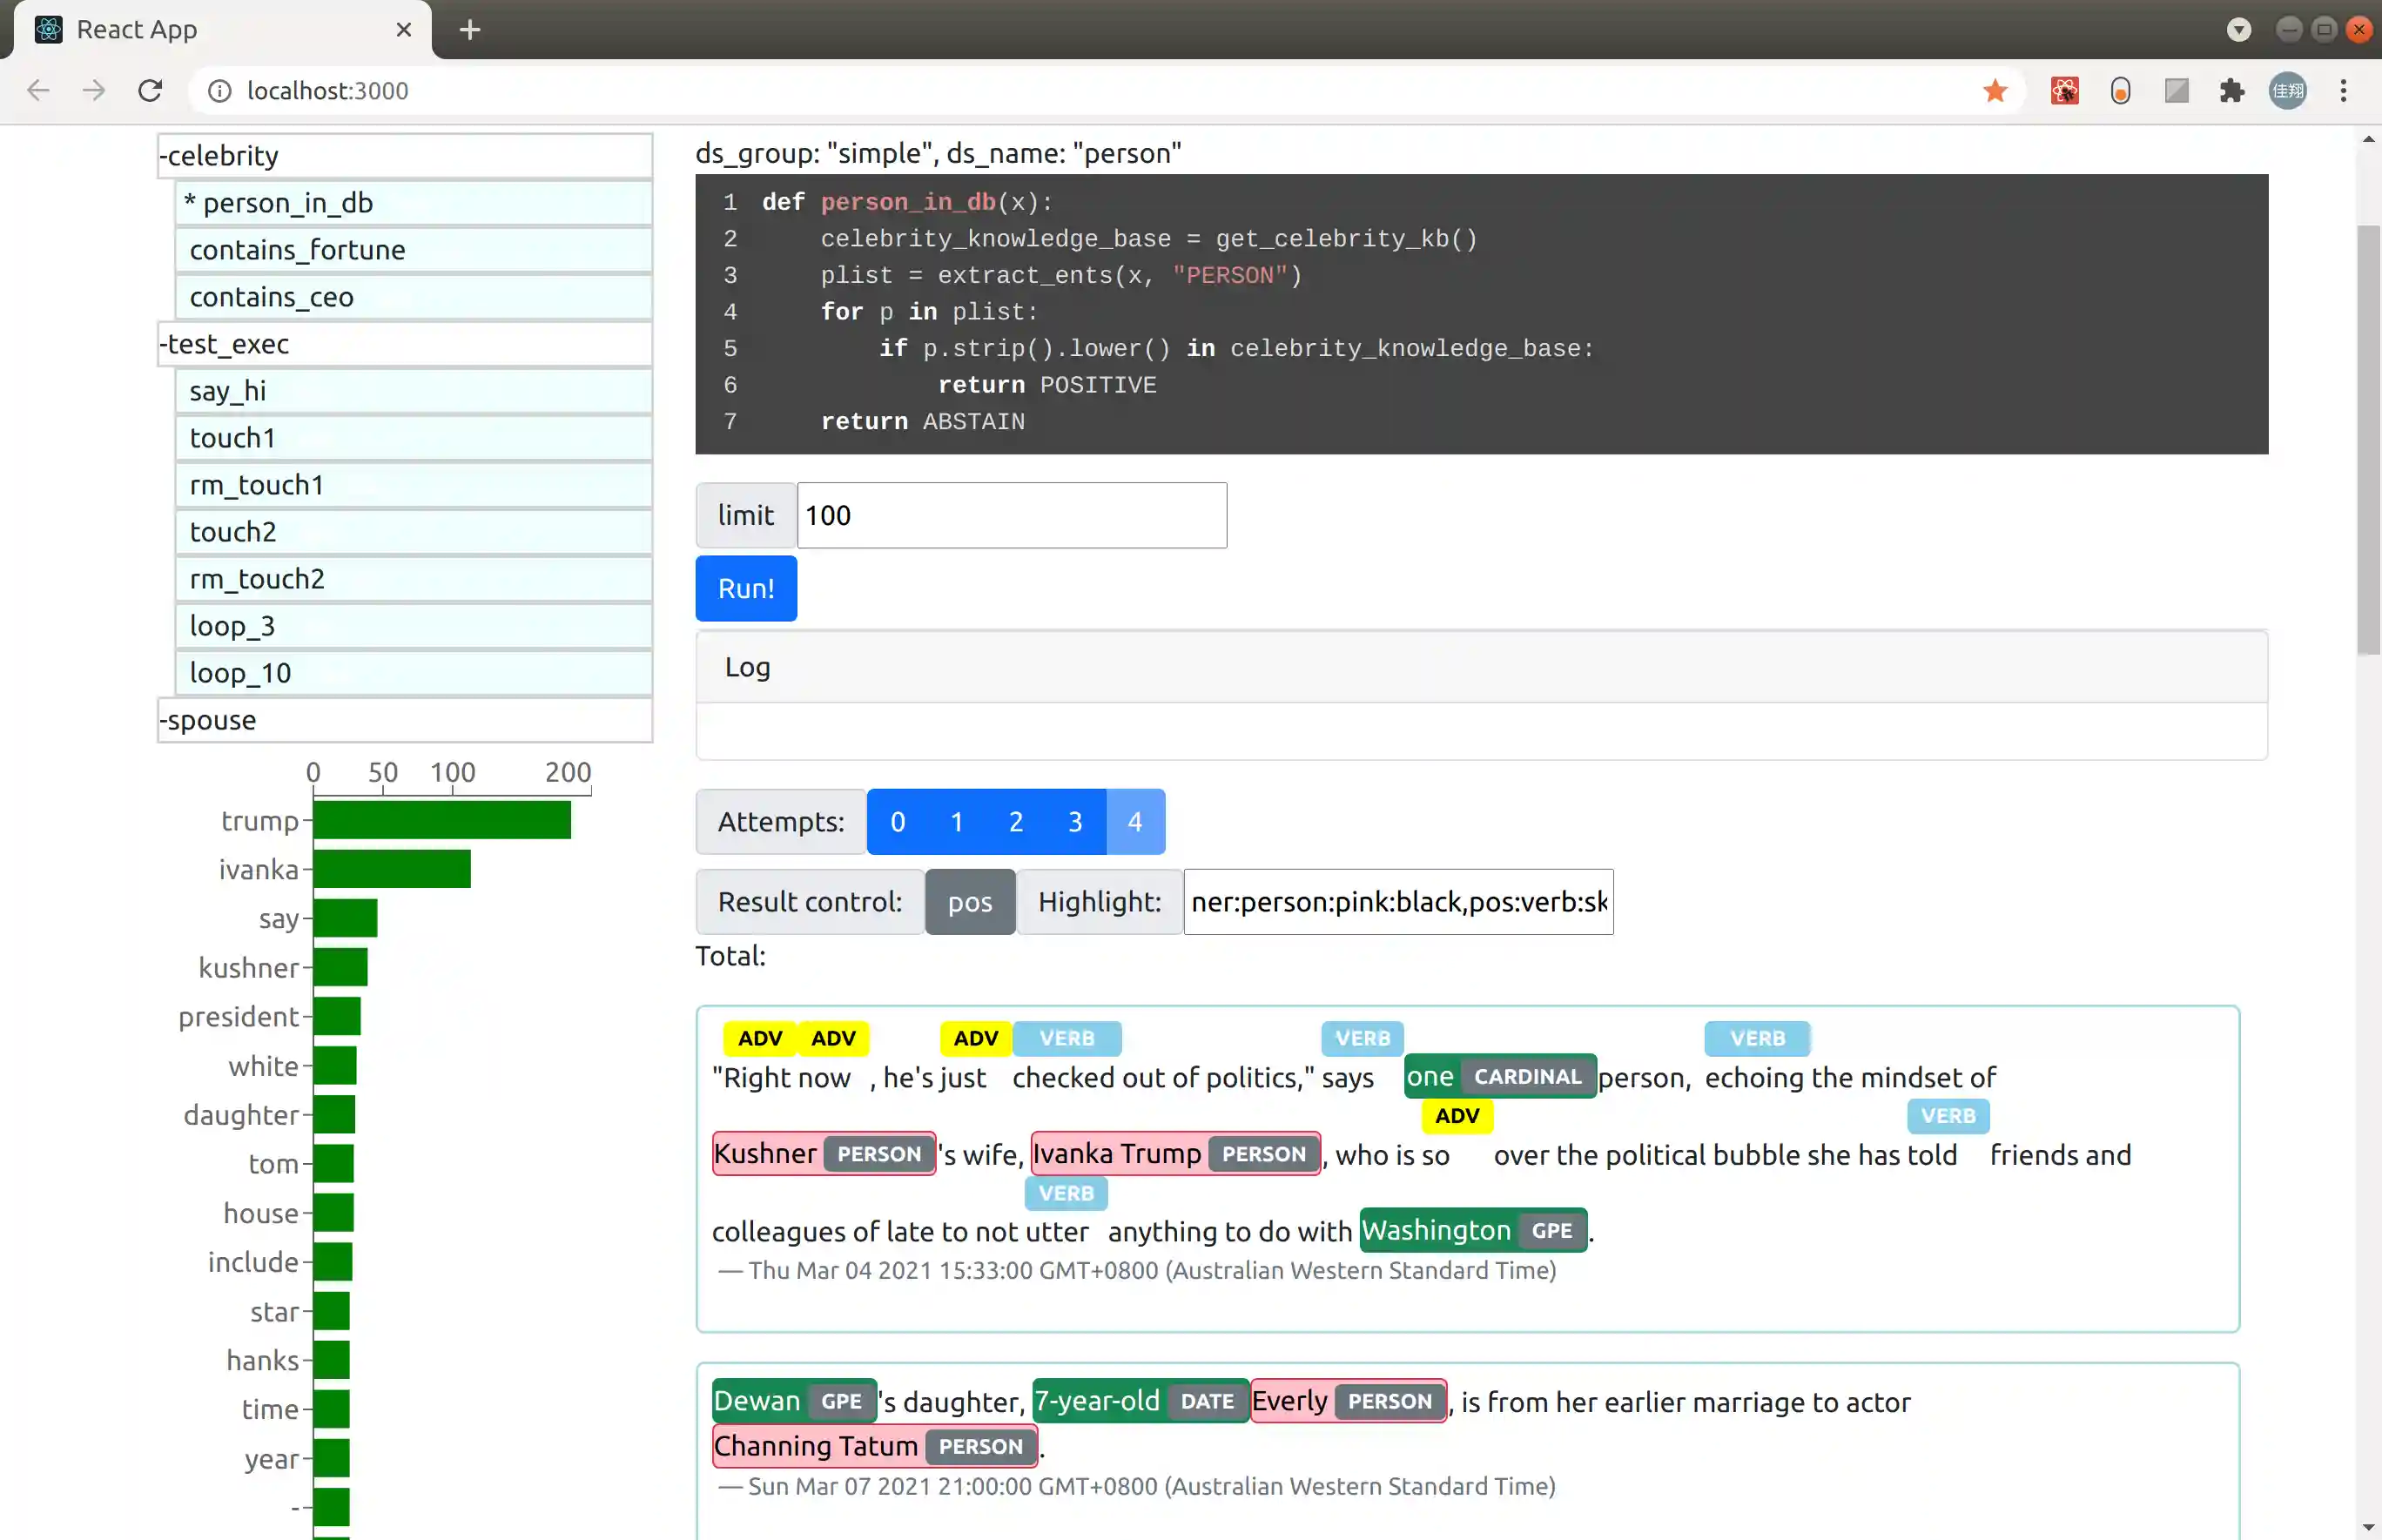 React App
localhost:3000
佳翔
-celebrity
* person_in_db
contains_fortune
contains_ceo
-test_exec
say_hi
touch1
rm_touch1
touch2
rm_touch2
loop_3
loop_10
-spouse
0 50 100 200
trump
ivanka
say
kushner
president
white
daughter
tom
house
include
star
hanks
time
year
-
ds_group: "simple", ds_name: "person"
1 def person_in_db(x):
2 celebrity_knowledge_base = get_celebrity_kb()
3 plist = extract_ents(x, "PERSON")
4 for p in plist:
5 if p.strip().lower() in celebrity_knowledge_base:
6 return POSITIVE
7 return ABSTAIN
limit 100
Run!
Log
Attempts: 0 1 2 3 4
Result control: pos Highlight: ner:person:pink:black,pos:verb:sk
Total:
ADV ADV ADV VERB VERB VERB
"Right now , he's just checked out of politics," says one CARDINAL person, echoing the mindset of
ADV VERB
Kushner PERSON 's wife, Ivanka Trump PERSON , who is so over the political bubble she has told friends and
VERB
colleagues of late to not utter anything to do with Washington GPE .
— Thu Mar 04 2021 15:33:00 GMT+0800 (Australian Western Standard Time)
Dewan GPE 's daughter, 7-year-old DATE Everly PERSON , is from her earlier marriage to actor
Channing Tatum PERSON .
— Sun Mar 07 2021 21:00:00 GMT+0800 (Australian Western Standard Time)